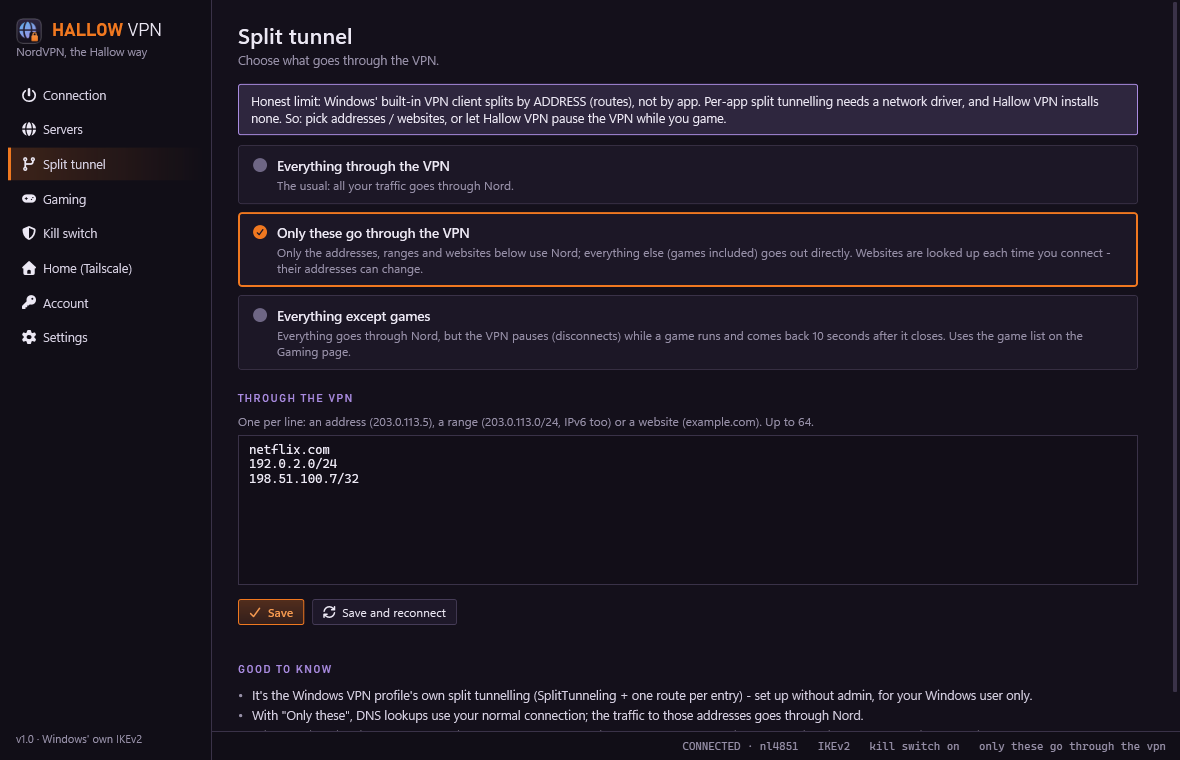 HALLOW VPN
NordVPN, the Hallow way
Connection
Servers
Split tunnel
Gaming
Kill switch
Home (Tailscale)
Account
Settings
v1.0 · Windows' own IKEv2
Split tunnel
Choose what goes through the VPN.
Honest limit: Windows' built-in VPN client splits by ADDRESS (routes), not by app. Per-app split tunnelling needs a network driver, and Hallow VPN installs
none. So: pick addresses / websites, or let Hallow VPN pause the VPN while you game.
Everything through the VPN
The usual: all your traffic goes through Nord.
Only these go through the VPN
Only the addresses, ranges and websites below use Nord; everything else (games included) goes out directly. Websites are looked up each time you connect -
their addresses can change.
Everything except games
Everything goes through Nord, but the VPN pauses (disconnects) while a game runs and comes back 10 seconds after it closes. Uses the game list on the
Gaming page.
THROUGH THE VPN
One per line: an address (203.0.113.5), a range (203.0.113.0/24, IPv6 too) or a website (example.com). Up to 64.
netflix.com
192.0.2.0/24
198.51.100.7/32
Save
Save and reconnect
GOOD TO KNOW
• It's the Windows VPN profile's own split tunnelling (SplitTunneling + one route per entry) - set up without admin, for your Windows user only.
• With "Only these", DNS lookups use your normal connection; the traffic to those addresses goes through Nord.
CONNECTED · nl4851 IKEv2 kill switch on only these go through the vpn